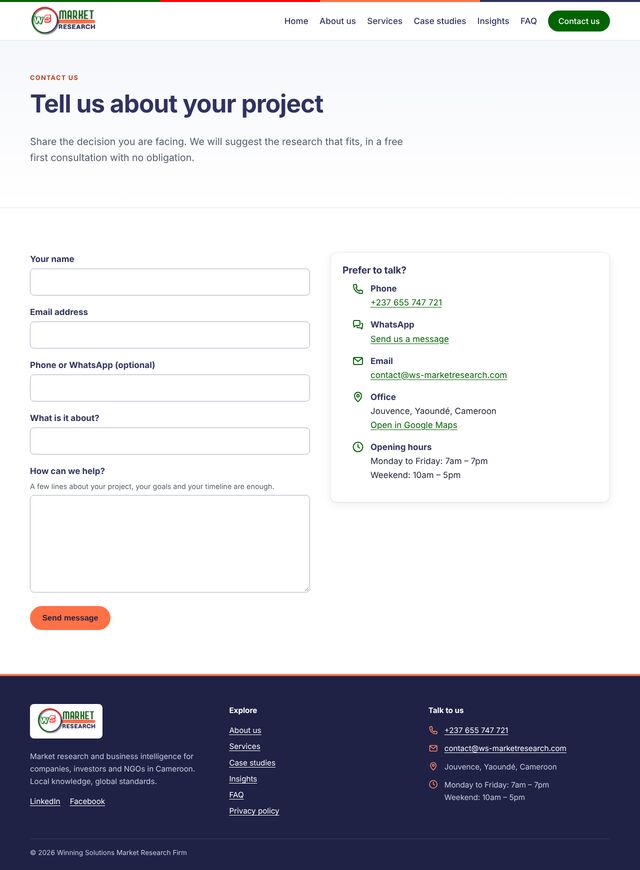 WS MARKET
RESEARCH
Home About us Services Case studies Insights FAQ Contact us
CONTACT US
Tell us about your project
Share the decision you are facing. We will suggest the research that fits, in a free
first consultation with no obligation.
Your name
Email address
Phone or WhatsApp (optional)
What is it about?
How can we help?
A few lines about your project, your goals and your timeline are enough.
Send message
Prefer to talk?
Phone
+237 655 747 721
WhatsApp
Send us a message
Email
contact@ws-marketresearch.com
Office
Jouvence, Yaoundé, Cameroon
Open in Google Maps
Opening hours
Monday to Friday: 7am – 7pm
Weekend: 10am – 5pm
WS MARKET
RESEARCH
Market research and business intelligence for
companies, investors and NGOs in Cameroon.
Local knowledge, global standards.
LinkedIn Facebook
Explore
About us
Services
Case studies
Insights
FAQ
Privacy policy
Talk to us
+237 655 747 721
contact@ws-marketresearch.com
Jouvence, Yaoundé, Cameroon
Monday to Friday: 7am – 7pm
Weekend: 10am – 5pm
© 2026 Winning Solutions Market Research Firm